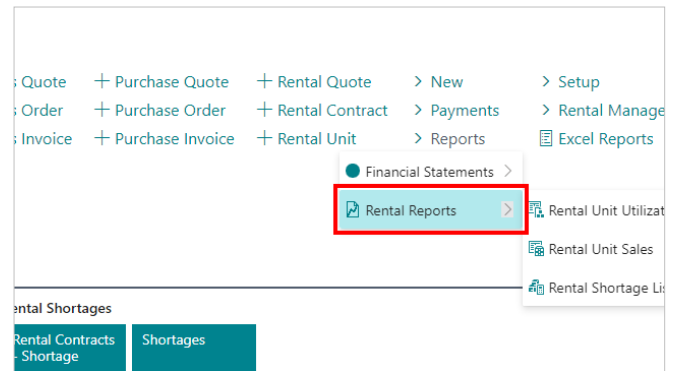 Quote + Purchase Quote + Rental Quote > New > Setup
Order + Purchase Order + Rental Contract > Payments > Rental Manage
Invoice + Purchase Invoice + Rental Unit > Reports Excel Reports
Financial Statements >
Rental Reports > Rental Unit Utilizat
Rental Unit Sales
Rental Shortage Li
ental Shortages
Rental Contracts Shortages
- Shortage